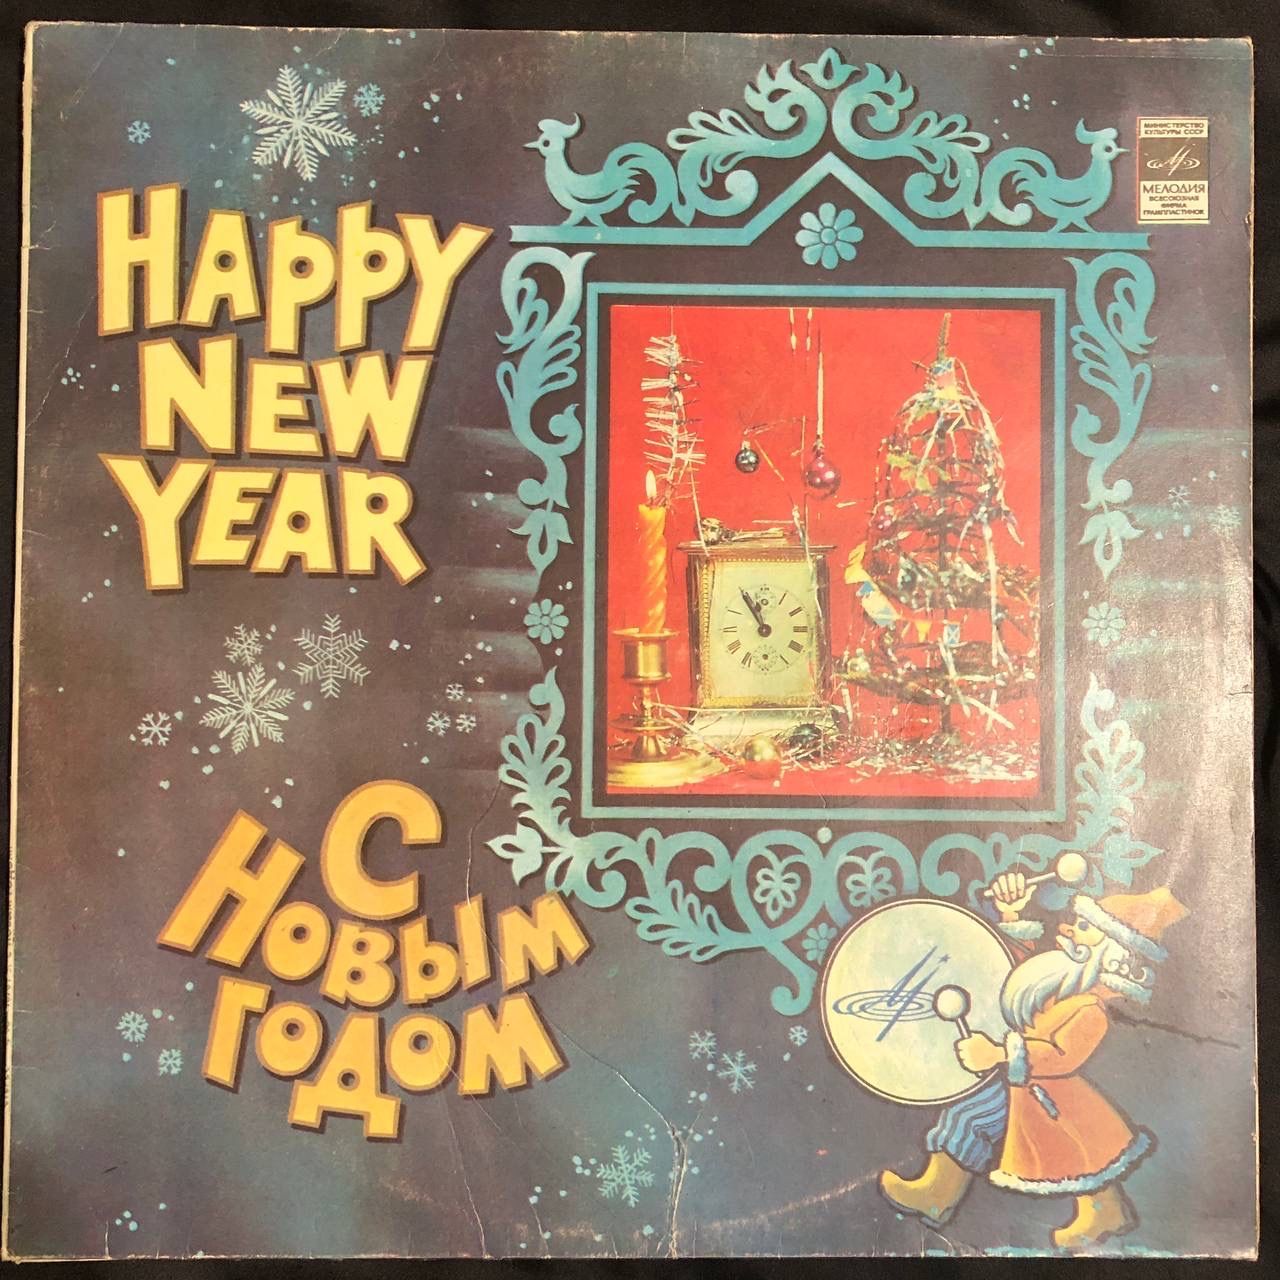 HAPPY
NEW
YEAR
С
НОВЫМ
ГОДОМ
МИНИСТЕРСТВО
КУЛЬТУРЫ СССР
МЕЛОДИЯ
ВСЕСОЮЗНАЯ
ФИРМА
ГРАМПЛАСТИНОК